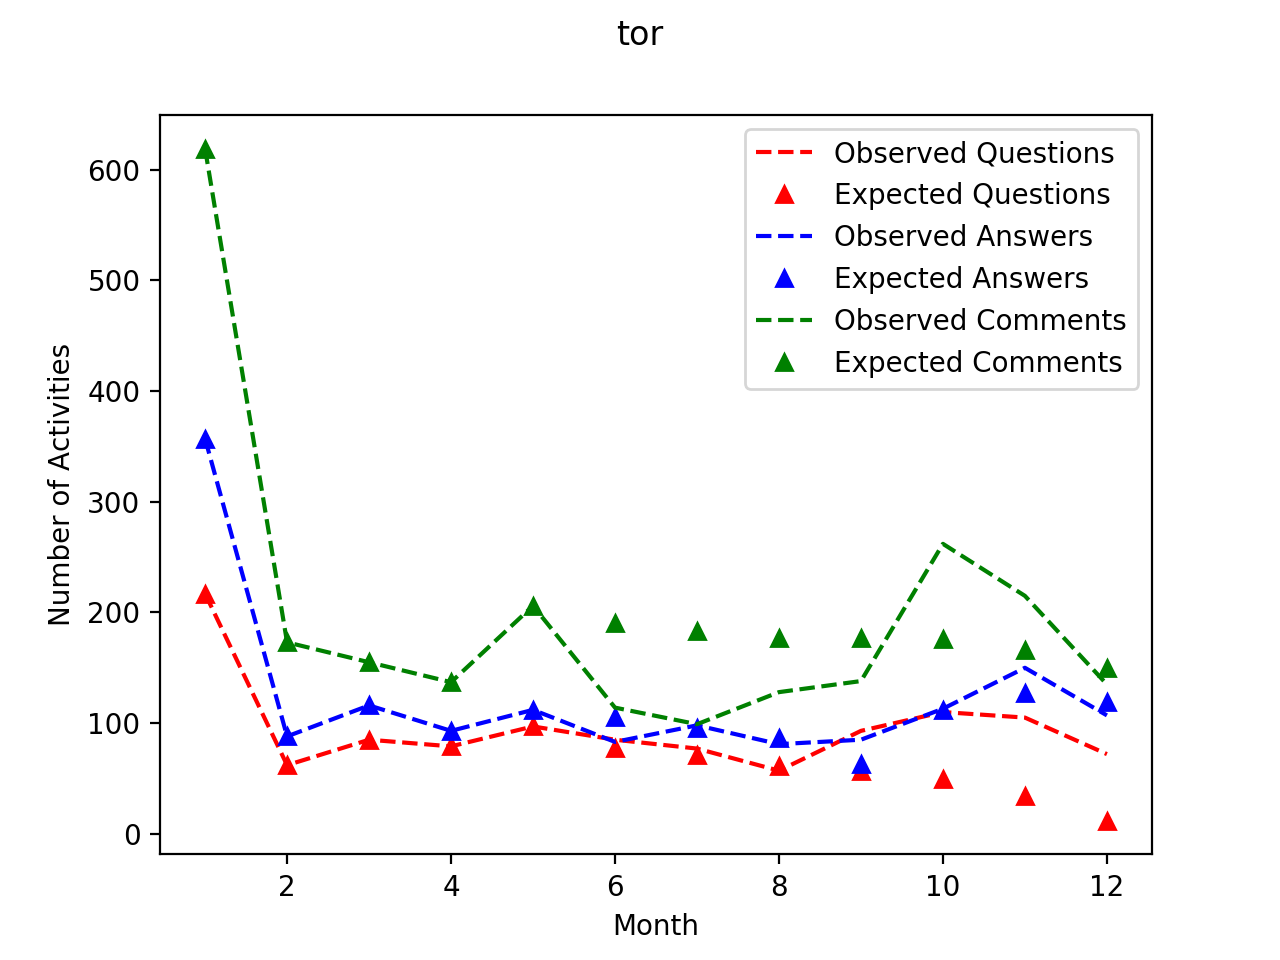 tor
Observed Questions
Expected Questions
Observed Answers
Expected Answers
Observed Comments
Expected Comments
Number of Activities
600
500
400
300
200
100
0
2 4 6 8 10 12
Month